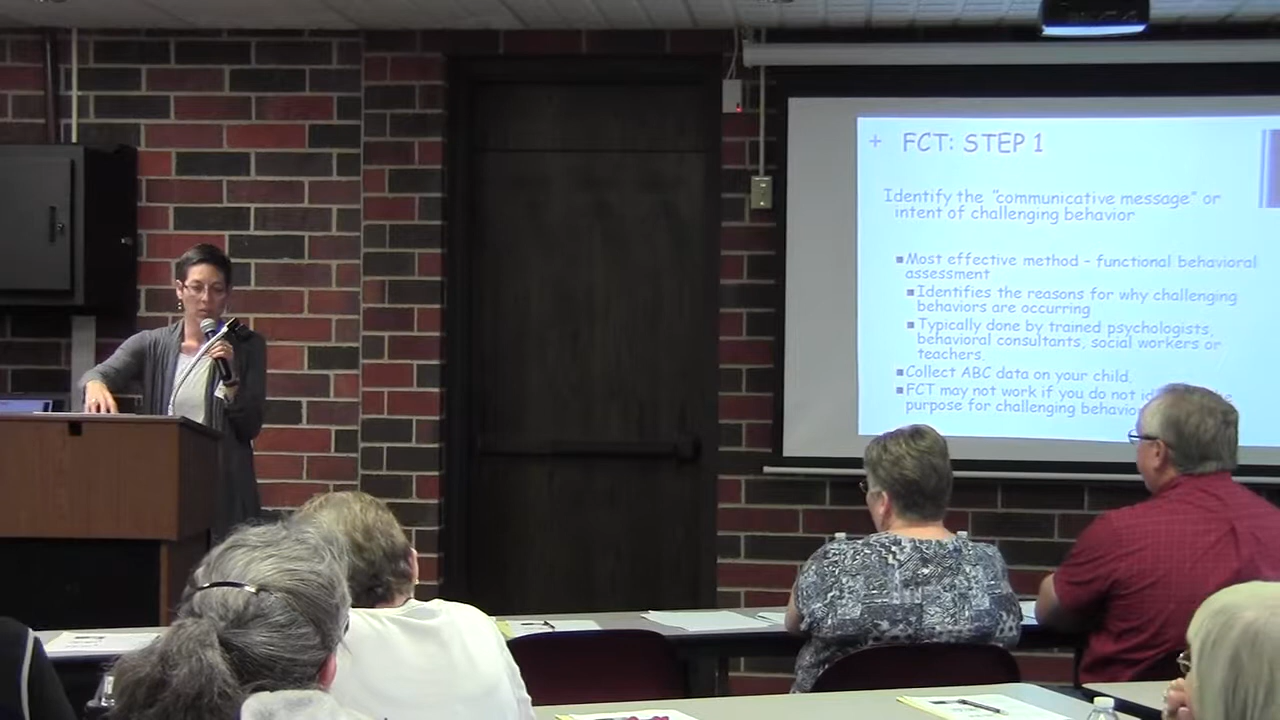 + FCT: STEP 1
Identify the "communicative message" or
intent of challenging behavior
■Most effective method - functional behavioral
assessment
■Identifies the reasons for why challenging
behaviors are occurring
■Typically done by trained psychologists,
behavioral consultants, social workers or
teachers.
■Collect ABC data on your child.
■FCT may not work if you do not
purpose for challenging